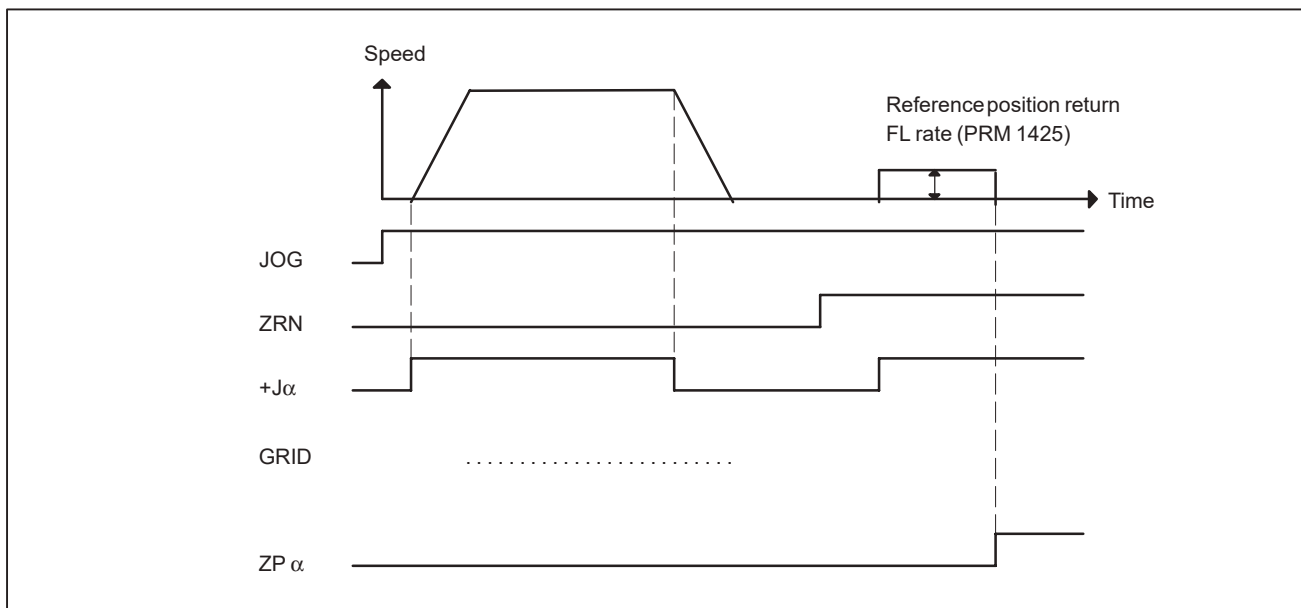 Speed
Reference position return
FL rate (PRM 1425)
Time
JOG
ZRN
+Jα
GRID
ZP α